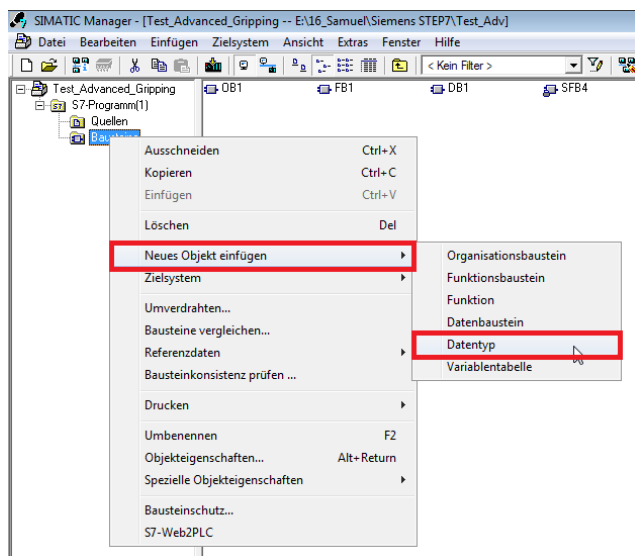 SIMATIC Manager - [Test_Advanced_Gripping -- E:\16_Samuel\Siemens STEP7\Test_Adv]
Datei Bearbeiten Einfügen Zielsystem Ansicht Extras Fenster Hilfe
< Kein Filter >
Test_Advanced_Gripping
S7-Programm(1)
Quellen
Bausteine
OB1 FB1 DB1 SFB4
Ausschneiden Ctrl+X
Kopieren Ctrl+C
Einfügen Ctrl+V
Löschen Del
Neues Objekt einfügen
Zielsystem
Umverdrahten...
Bausteine vergleichen...
Referenzdaten
Bausteinkonsistenz prüfen ...
Drucken
Umbenennen F2
Objekteigenschaften... Alt+Return
Spezielle Objekteigenschaften
Bausteinschutz...
S7-Web2PLC
Organisationsbaustein
Funktionsbaustein
Funktion
Datenbaustein
Datentyp
Variablentabelle